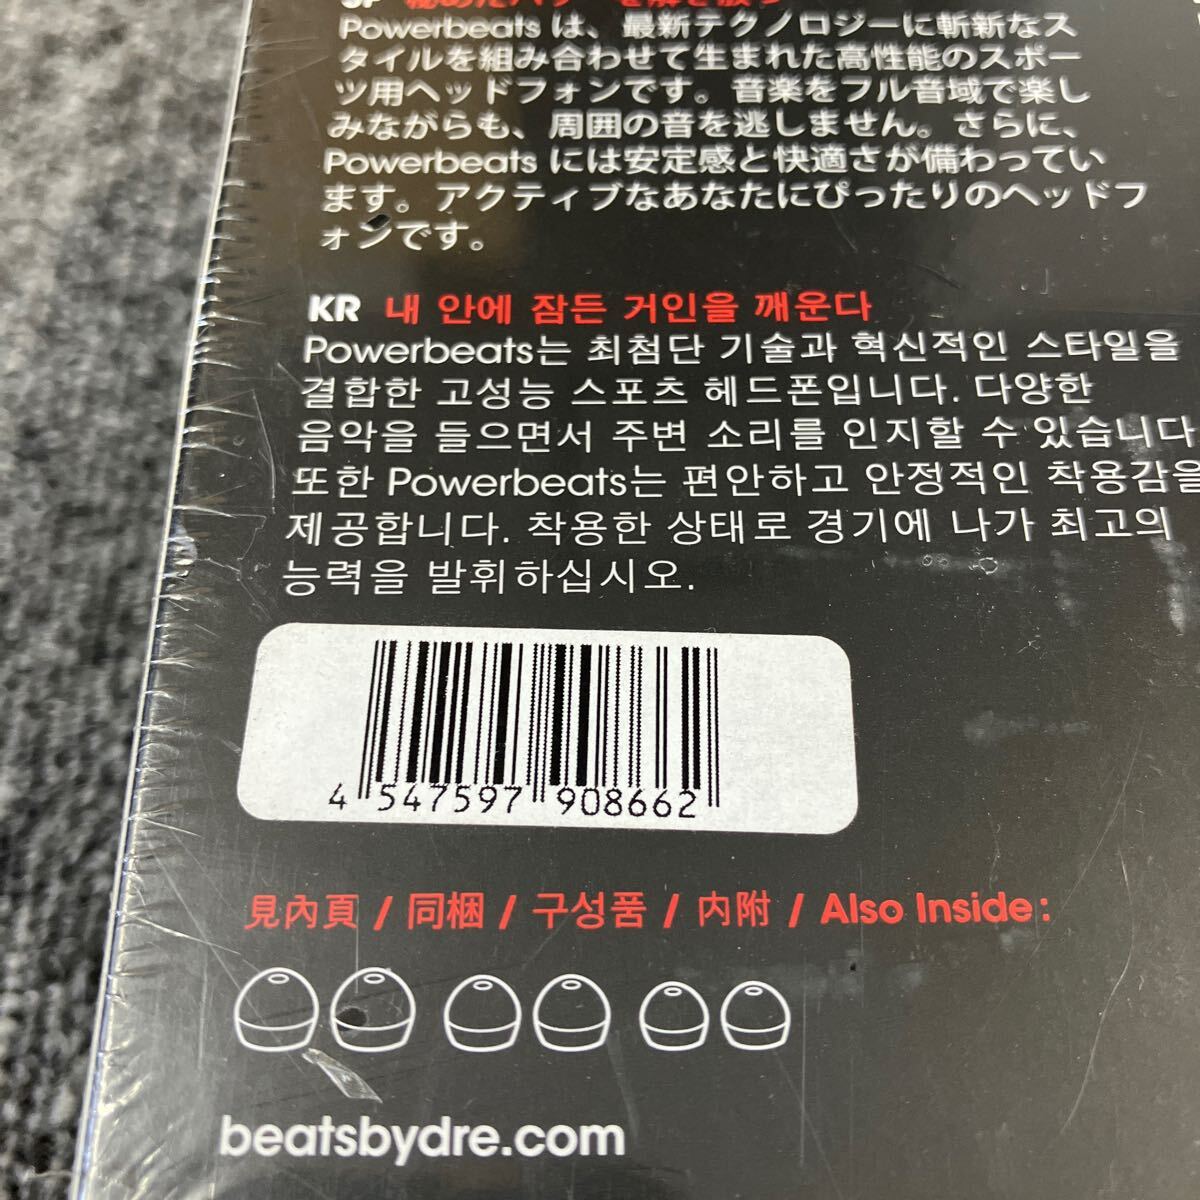 JP 秘めたパワーを解き放つ
Powerbeats は、最新テクノロジーに斬新なス
タイルを組み合わせて生まれた高性能のスポー
ツ用ヘッドフォンです。音楽をフル音域で楽し
みながらも、周囲の音を逃しません。さらに、
Powerbeats には安定感と快適さが備わってい
ます。アクティブなあなたにぴったりのヘッドフ
ォンです。
KR 내 안에 잠든 거인을 깨운다
Powerbeats는 최첨단 기술과 혁신적인 스타일을
결합한 고성능 스포츠 헤드폰입니다. 다양한
음악을 들으면서 주변 소리를 인지할 수 있습니다
또한 Powerbeats는 편안하고 안정적인 착용감을
제공합니다. 착용한 상태로 경기에 나가 최고의
능력을 발휘하십시오.
4 547597 908662
見內頁 / 同梱 / 구성품 / 内附 / Also Inside:
beatsbydre.com